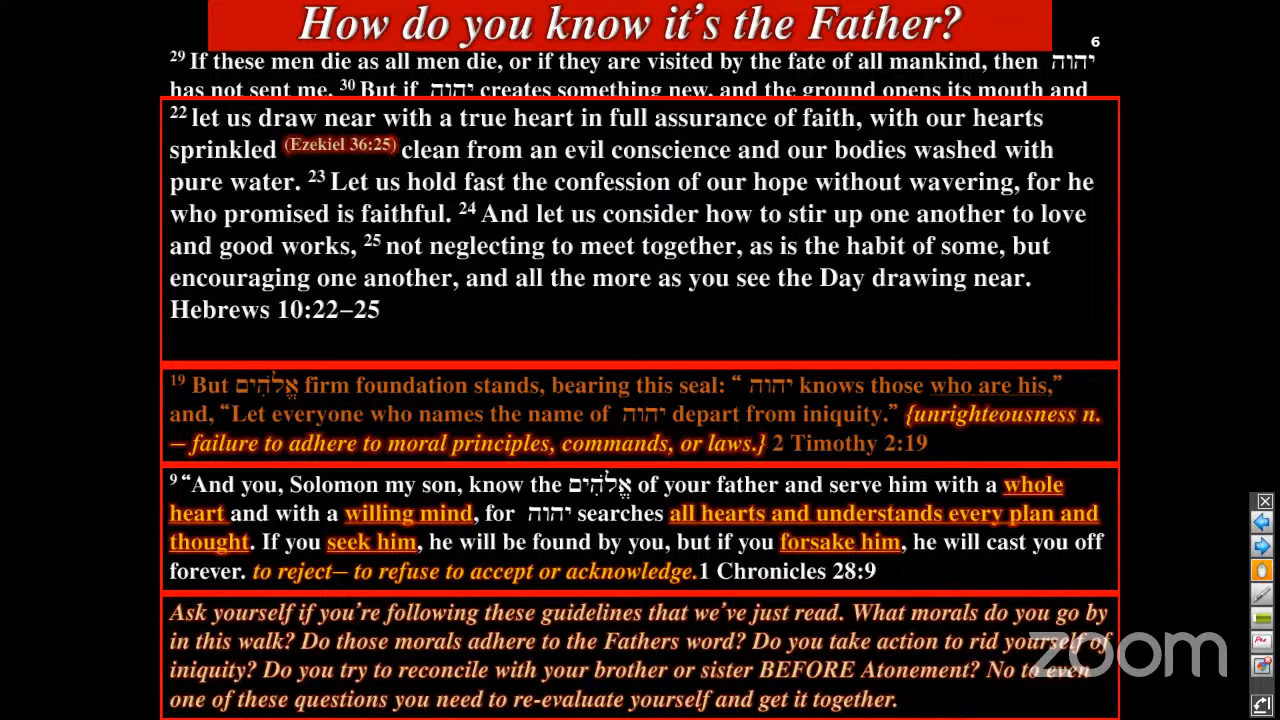 How do you know it's the Father?
6
29 If these men die as all men die, or if they are visited by the fate of all mankind, then יהוה
has not sent me. 30 But if יהוה creates something new, and the ground opens its mouth and
22 let us draw near with a true heart in full assurance of faith, with our hearts
sprinkled (Ezekiel 36:25) clean from an evil conscience and our bodies washed with
pure water. 23 Let us hold fast the confession of our hope without wavering, for he
who promised is faithful. 24 And let us consider how to stir up one another to love
and good works, 25 not neglecting to meet together, as is the habit of some, but
encouraging one another, and all the more as you see the Day drawing near.
Hebrews 10:22–25
19 But אֱלֹהִים firm foundation stands, bearing this seal: “ יהוה knows those who are his,”
and, “Let everyone who names the name of יהוה depart from iniquity.” {unrighteousness n.
— failure to adhere to moral principles, commands, or laws.} 2 Timothy 2:19
9 “And you, Solomon my son, know the אֱלֹהִים of your father and serve him with a whole
heart and with a willing mind, for יהוה searches all hearts and understands every plan and
thought. If you seek him, he will be found by you, but if you forsake him, he will cast you off
forever. to reject— to refuse to accept or acknowledge.1 Chronicles 28:9
Ask yourself if you're following these guidelines that we've just read. What morals do you go by
in this walk? Do those morals adhere to the Fathers word? Do you take action to rid yourself of
iniquity? Do you try to reconcile with your brother or sister BEFORE Atonement? No to even
one of these questions you need to re-evaluate yourself and get it together.
zoom
Pen